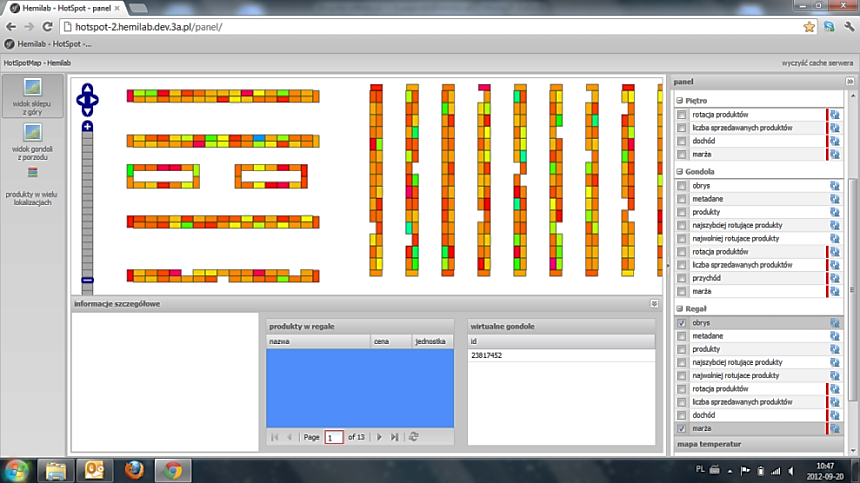 Hemilab - HotSpot - panel
hotspot-2.hemilab.dev.3a.pl/panel/
Hemilab - HotSpot -...
HotSpotMap - Hemilab
wyczyść cache serwera
widok sklepu
z góry
widok gondoli
z porzodu
produkty w wielu
lokalizacjach
panel
Piętro
rotacja produktów
liczba sprzedawanych produktów
dochód
marża
Gondola
obrys
metadane
produkty
najszybciej rotujące produkty
najwolniej rotujące produkty
rotacja produktów
liczba sprzedawanych produktów
przychód
marża
Regał
obrys
metadane
produkty
najszybciej rotujące produkty
najwolniej rotujace produkty
rotacja produktów
liczba sprzedawanych produktów
dochód
marża
mapa temperatur
informacje szczegółowe
produkty w regale
nazwa cena jednostka
Page 1 of 13
wirtualne gondole
id
23817452
PL
10:47
2012-09-20